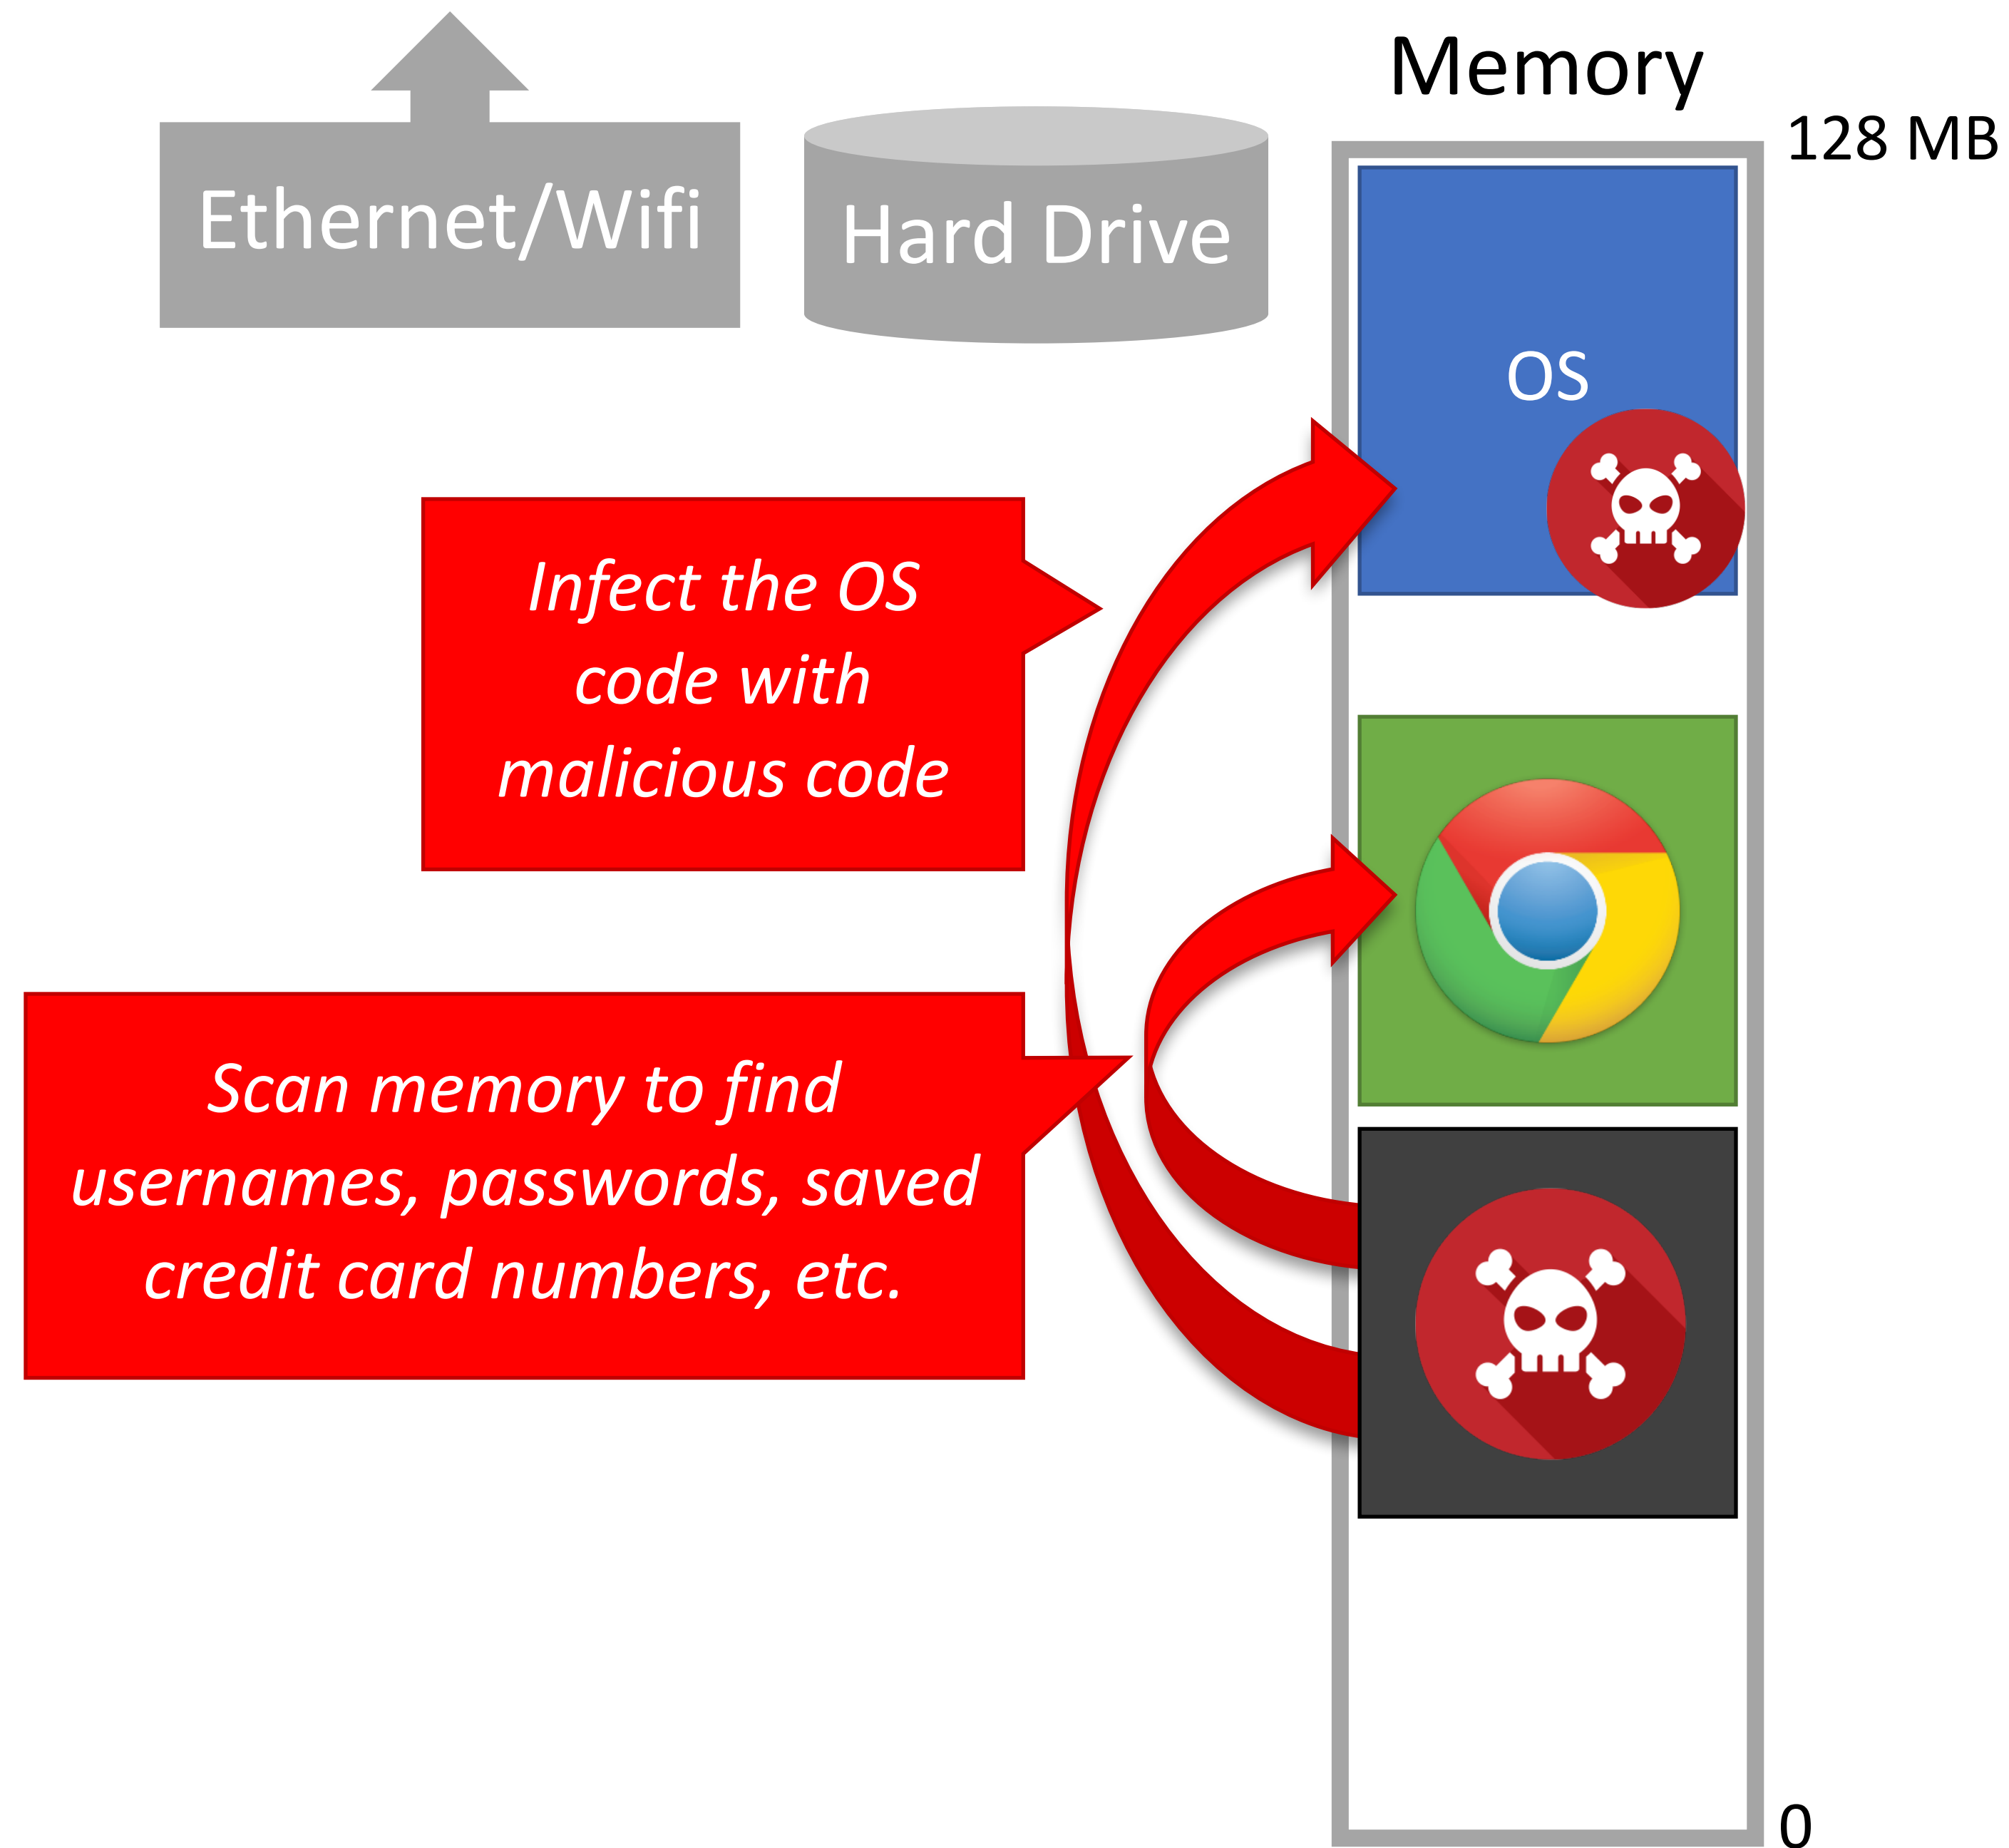 Memory
128 MB
Ethernet/Wifi
Hard Drive
OS
Infect the OS
code with
malicious code
Scan memory to find
usernames, passwords, saved
credit card numbers, etc.
0